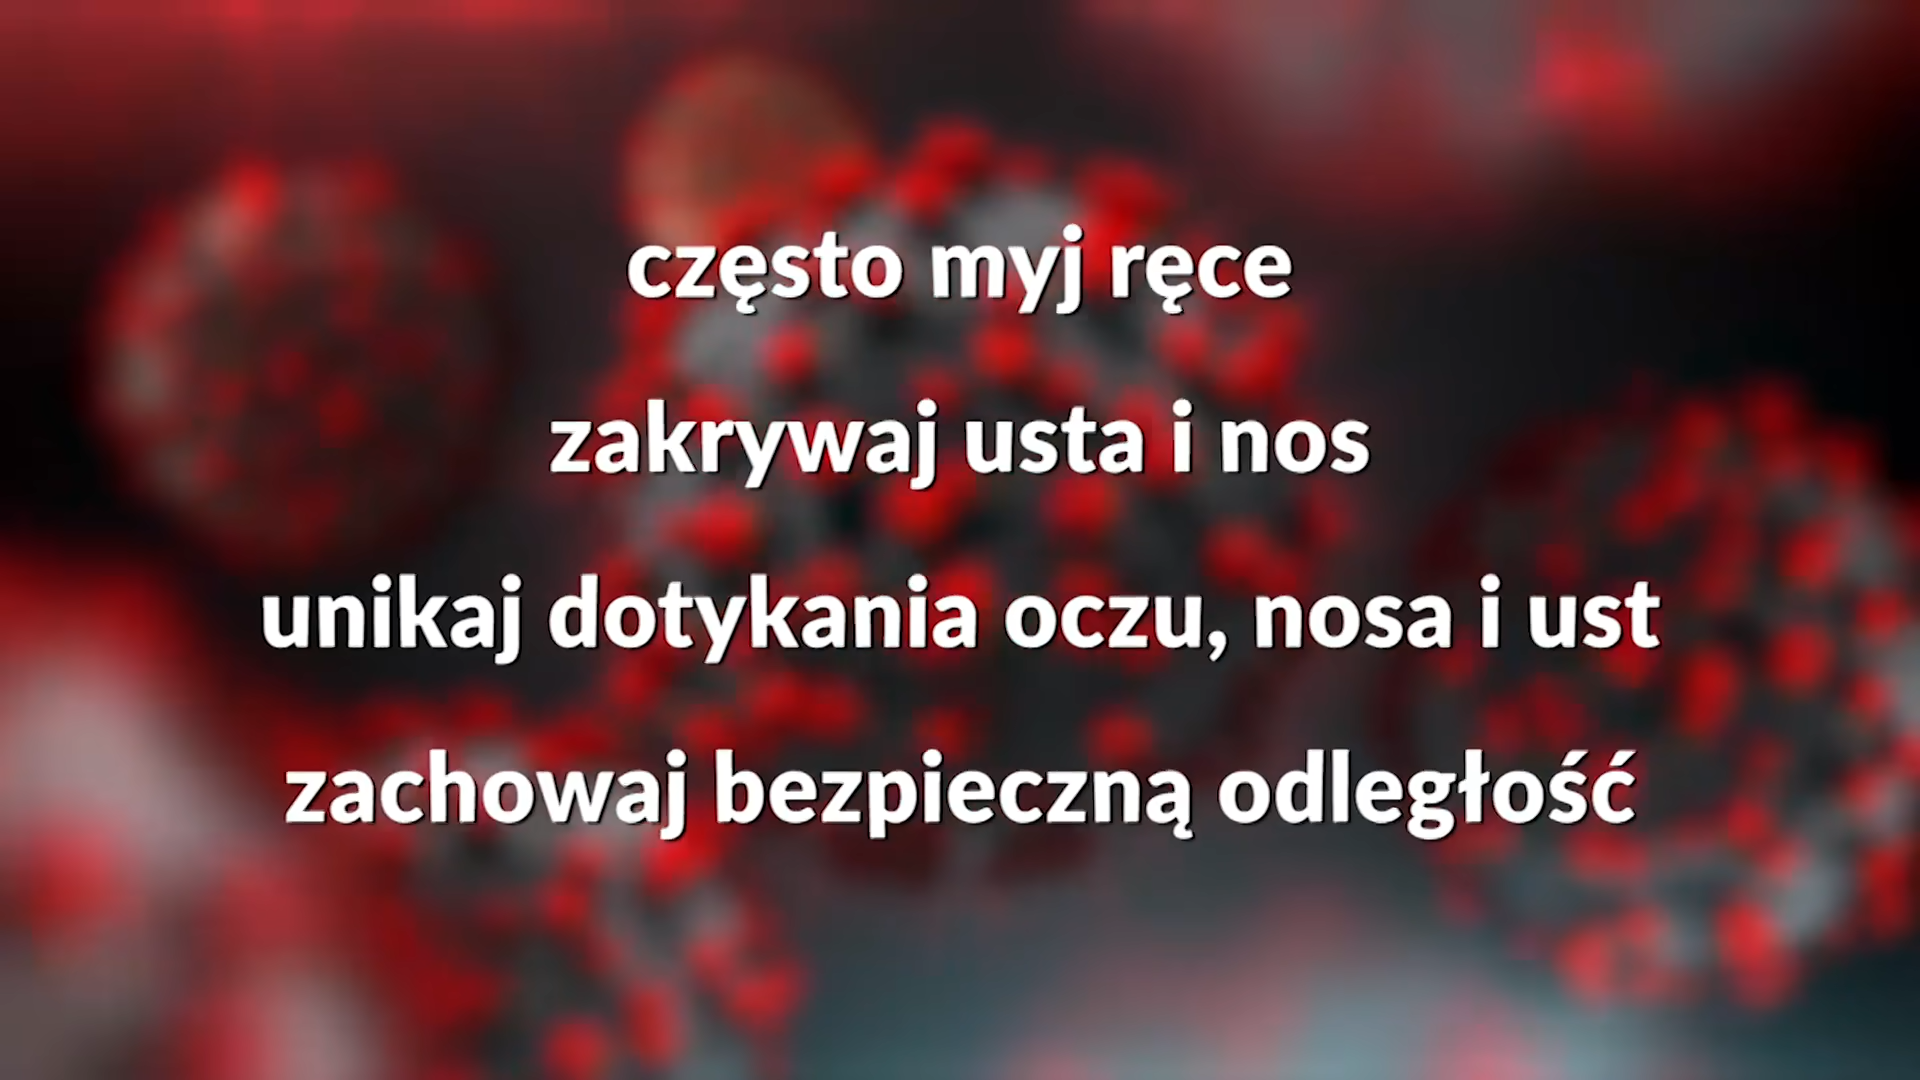 często myj ręce
zakrywaj usta i nos
unikaj dotykania oczu, nosa i ust
zachowaj bezpieczną odległość